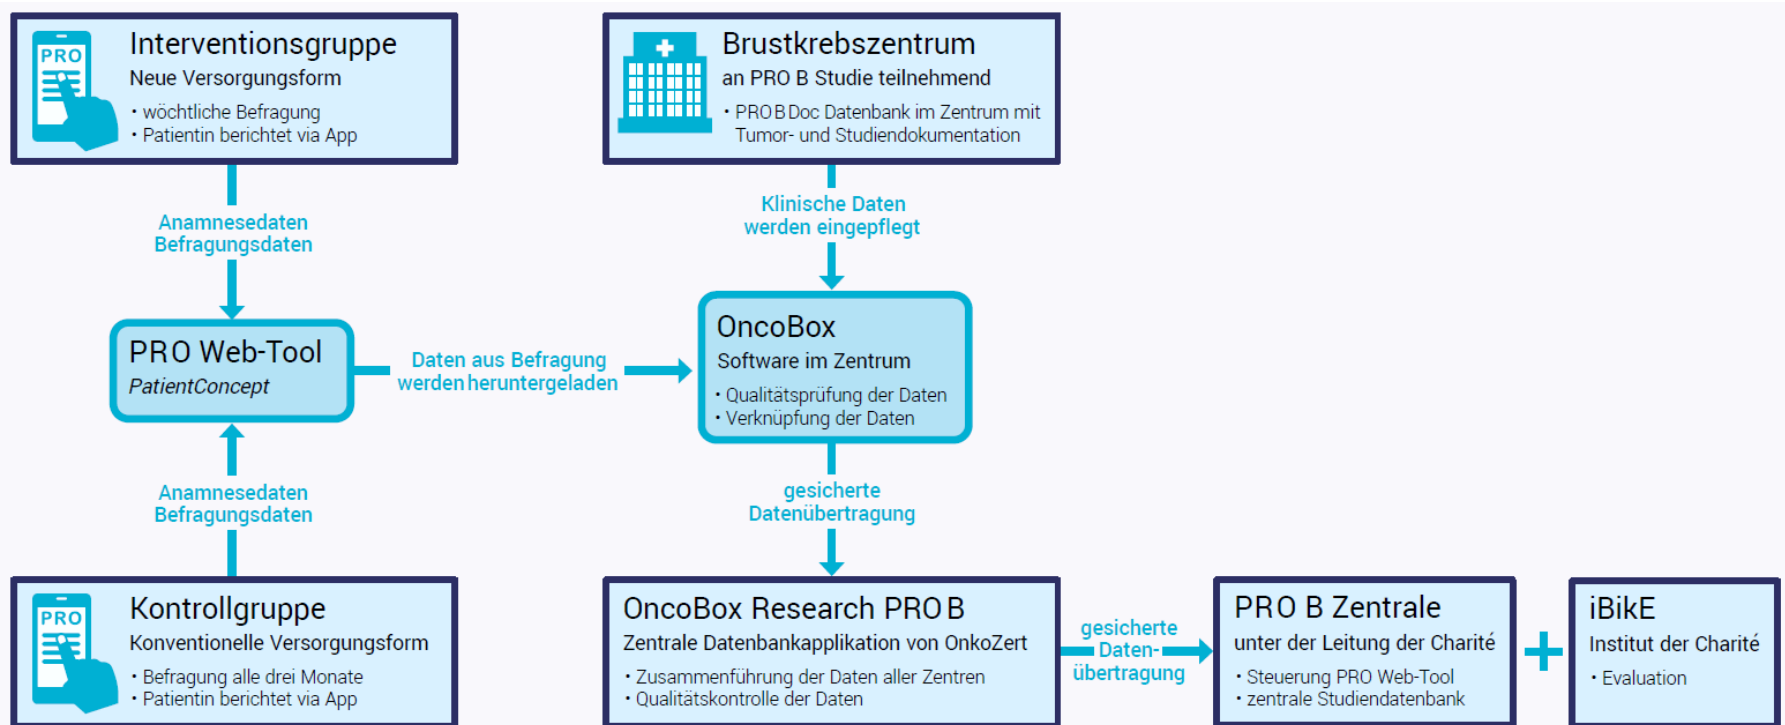 PRO
Interventionsgruppe
Neue Versorgungsform
• wöchtliche Befragung
• Patientin berichtet via App
Brustkrebszentrum
an PRO B Studie teilnehmend
• PRO B Doc Datenbank im Zentrum mit
Tumor- und Studiendokumentation
Anamnesedaten
Befragungsdaten
Klinische Daten
werden eingepflegt
PRO Web-Tool
PatientConcept
Daten aus Befragung
werden heruntergeladen
OncoBox
Software im Zentrum
• Qualitätsprüfung der Daten
• Verknüpfung der Daten
Anamnesedaten
Befragungsdaten
gesicherte
Datenübertragung
PRO
Kontrollgruppe
Konventionelle Versorgungsform
• Befragung alle drei Monate
• Patientin berichtet via App
OncoBox Research PRO B
Zentrale Datenbankapplikation von OnkoZert
• Zusammenführung der Daten aller Zentren
• Qualitätskontrolle der Daten
gesicherte
Daten-
übertragung
PRO B Zentrale
unter der Leitung der Charité
• Steuerung PRO Web-Tool
• zentrale Studiendatenbank
iBikE
Institut der Charité
• Evaluation